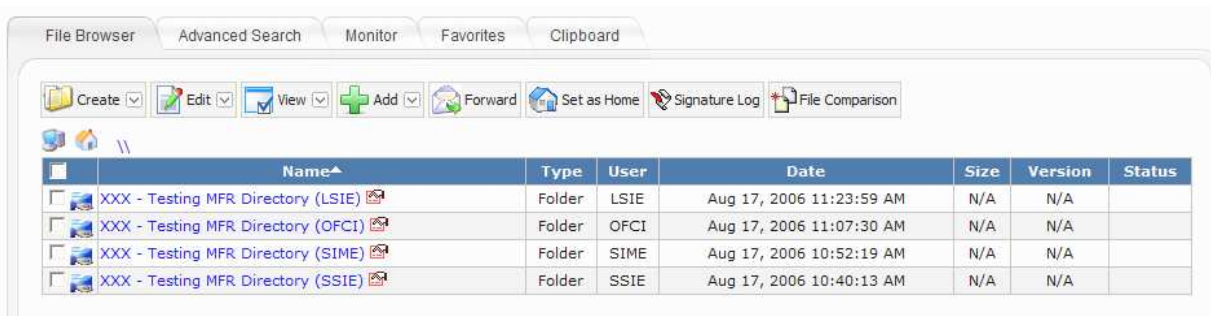 File Browser Advanced Search Monitor Favorites Clipboard
Create Edit View Add Forward Set as Home Signature Log File Comparison
\\
Name Type User Date Size Version Status
XXX - Testing MFR Directory (LSIE) Folder LSIE Aug 17, 2006 11:23:59 AM N/A N/A
XXX - Testing MFR Directory (OFCI) Folder OFCI Aug 17, 2006 11:07:30 AM N/A N/A
XXX - Testing MFR Directory (SIME) Folder SIME Aug 17, 2006 10:52:19 AM N/A N/A
XXX - Testing MFR Directory (SSIE) Folder SSIE Aug 17, 2006 10:40:13 AM N/A N/A